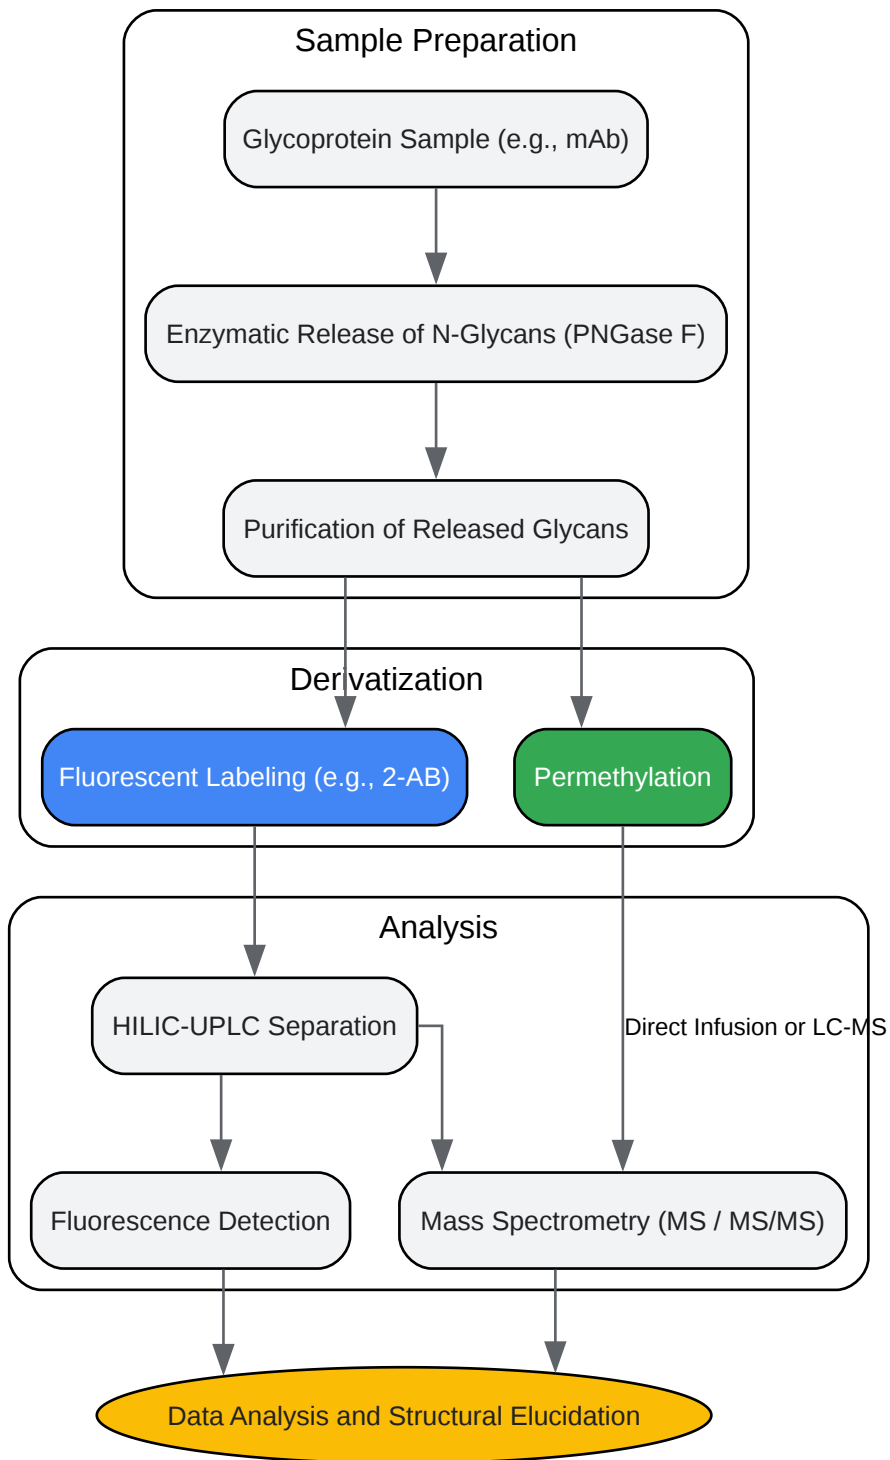 Sample Preparation
Glycoprotein Sample (e.g., mAb)
Enzymatic Release of N-Glycans (PNGase F)
Purification of Released Glycans
Derivatization
Fluorescent Labeling (e.g., 2-AB)
Permethylation
Analysis
HILIC-UPLC Separation
Direct Infusion or LC-MS
Fluorescence Detection
Mass Spectrometry (MS / MS/MS)
Data Analysis and Structural Elucidation